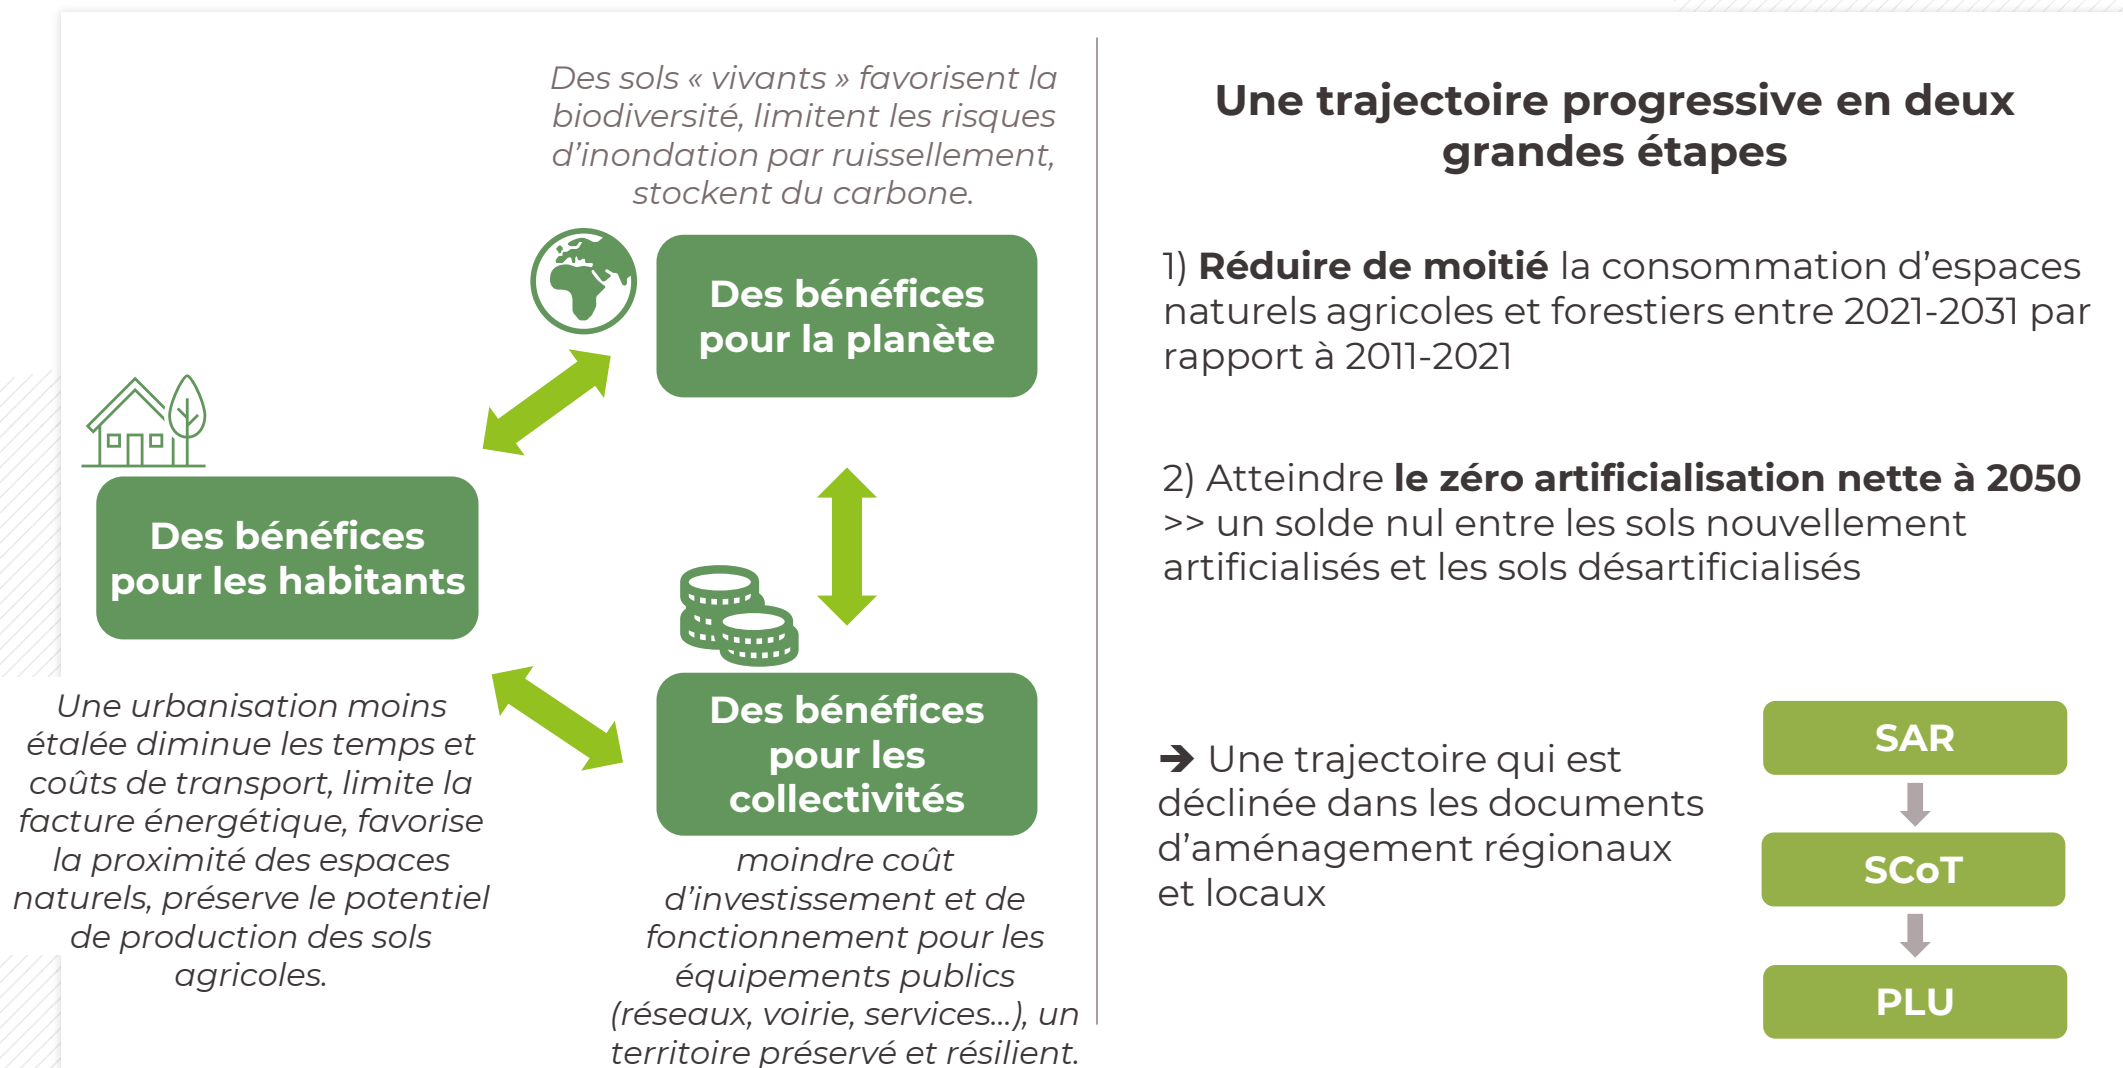 Des sols « vivants » favorisent la
biodiversité, limitent les risques
d’inondation par ruissellement,
stockent du carbone.
Des bénéfices
pour la planète
Des bénéfices
pour les habitants
Une urbanisation moins
étalée diminue les temps et
coûts de transport, limite la
facture énergétique, favorise
la proximité des espaces
naturels, préserve le potentiel
de production des sols
agricoles.
Des bénéfices
pour les
collectivités
moindre coût
d’investissement et de
fonctionnement pour les
équipements publics
(réseaux, voirie, services…), un
territoire préservé et résilient.
Une trajectoire progressive en deux
grandes étapes
1) Réduire de moitié la consommation d’espaces
naturels agricoles et forestiers entre 2021-2031 par
rapport à 2011-2021
2) Atteindre le zéro artificialisation nette à 2050
>> un solde nul entre les sols nouvellement
artificialisés et les sols désartificialisés
➔ Une trajectoire qui est
déclinée dans les documents
d’aménagement régionaux
et locaux
SAR
SCoT
PLU